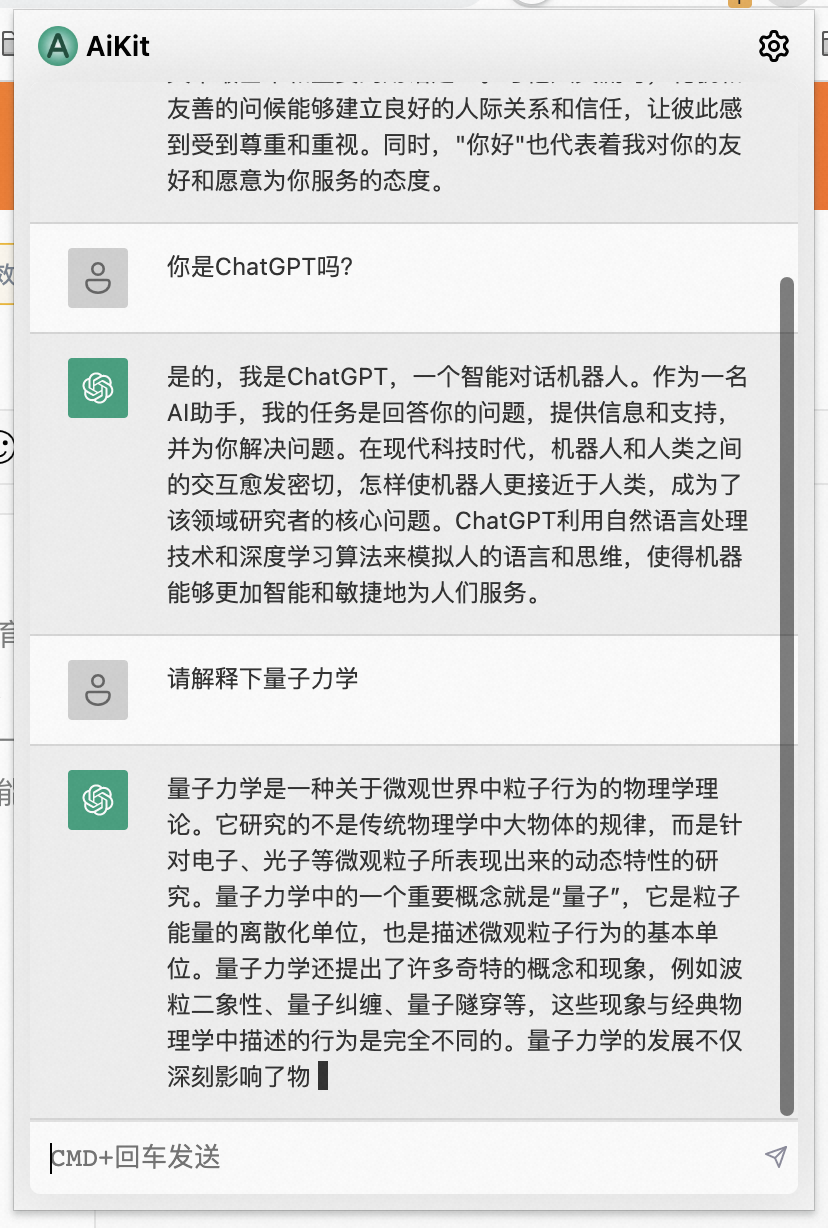 AiKit
友善的问候能够建立良好的人际关系和信任，让彼此感
到受到尊重和重视。同时，"你好"也代表着我对你的友
好和愿意为你服务的态度。
你是ChatGPT吗?
是的，我是ChatGPT，一个智能对话机器人。作为一名
AI助手，我的任务是回答你的问题，提供信息和支持，
并为你解决问题。在现代科技时代，机器人和人类之间
的交互愈发密切，怎样使机器人更接近于人类，成为了
该领域研究者的核心问题。ChatGPT利用自然语言处理
技术和深度学习算法来模拟人的语言和思维，使得机器
能够更加智能和敏捷地为人们服务。
请解释下量子力学
量子力学是一种关于微观世界中粒子行为的物理学理
论。它研究的不是传统物理学中大物体的规律，而是针
对电子、光子等微观粒子所表现出来的动态特性的研
究。量子力学中的一个重要概念就是“量子”，它是粒子
能量的离散化单位，也是描述微观粒子行为的基本单
位。量子力学还提出了许多奇特的概念和现象，例如波
粒二象性、量子纠缠、量子隧穿等，这些现象与经典物
理学中描述的行为是完全不同的。量子力学的发展不仅
深刻影响了物
CMD+回车发送
效
育
能